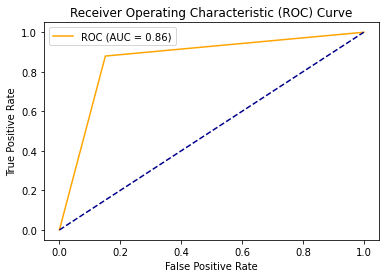 Receiver Operating Characteristic (ROC) Curve
ROC (AUC = 0.86)
True Positive Rate
1.0
0.8
0.6
0.4
0.2
0.0
0.0 0.2 0.4 0.6 0.8 1.0
False Positive Rate